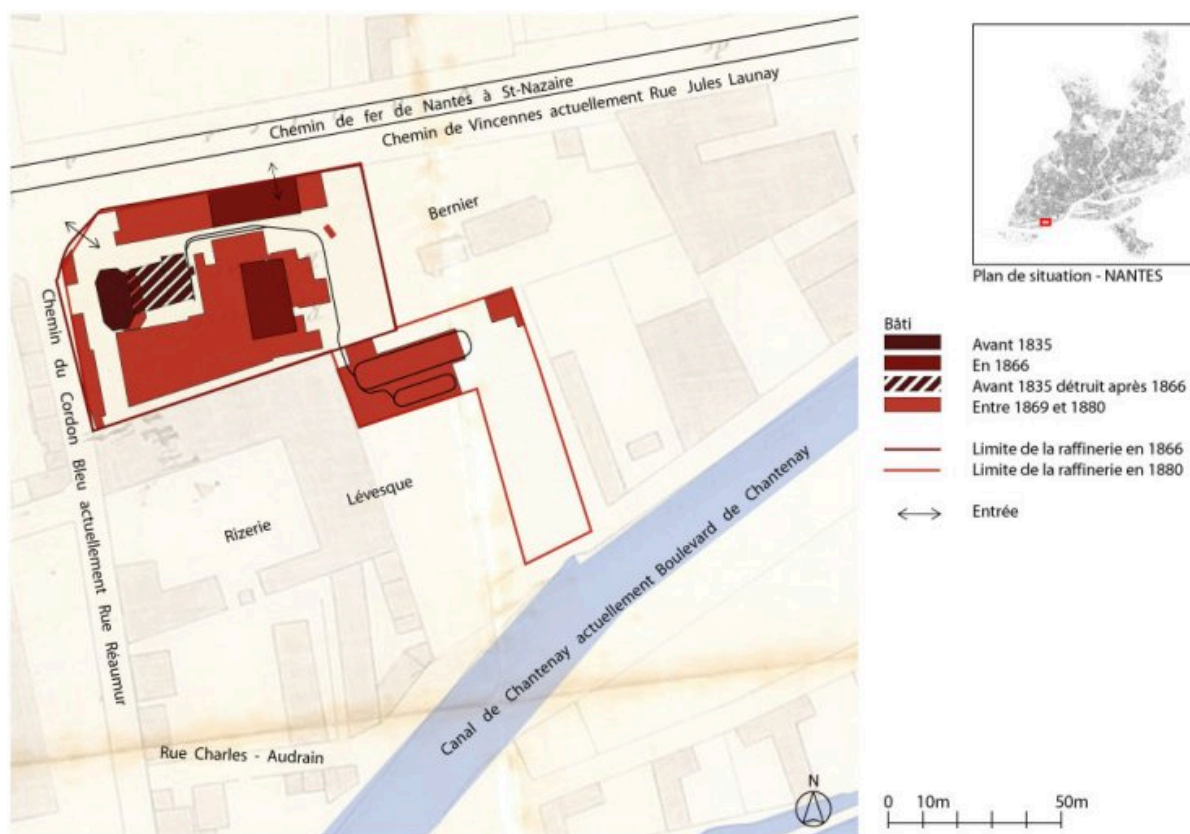 Chemin de fer de Nantes à St-Nazaire
Chemin de Vincennes actuellement Rue Jules Launay
Bernier
Chemin du Cordon Bleu actuellement Rue Réaumur
Lévesque
Rizerie
Canal de Chantenay actuellement Boulevard de Chantenay
Rue Charles - Audrain
N
Plan de situation - NANTES
Bâti
Avant 1835
En 1866
Avant 1835 détruit après 1866
Entre 1869 et 1880
Limite de la raffinerie en 1866
Limite de la raffinerie en 1880
Entrée
0 10m 50m